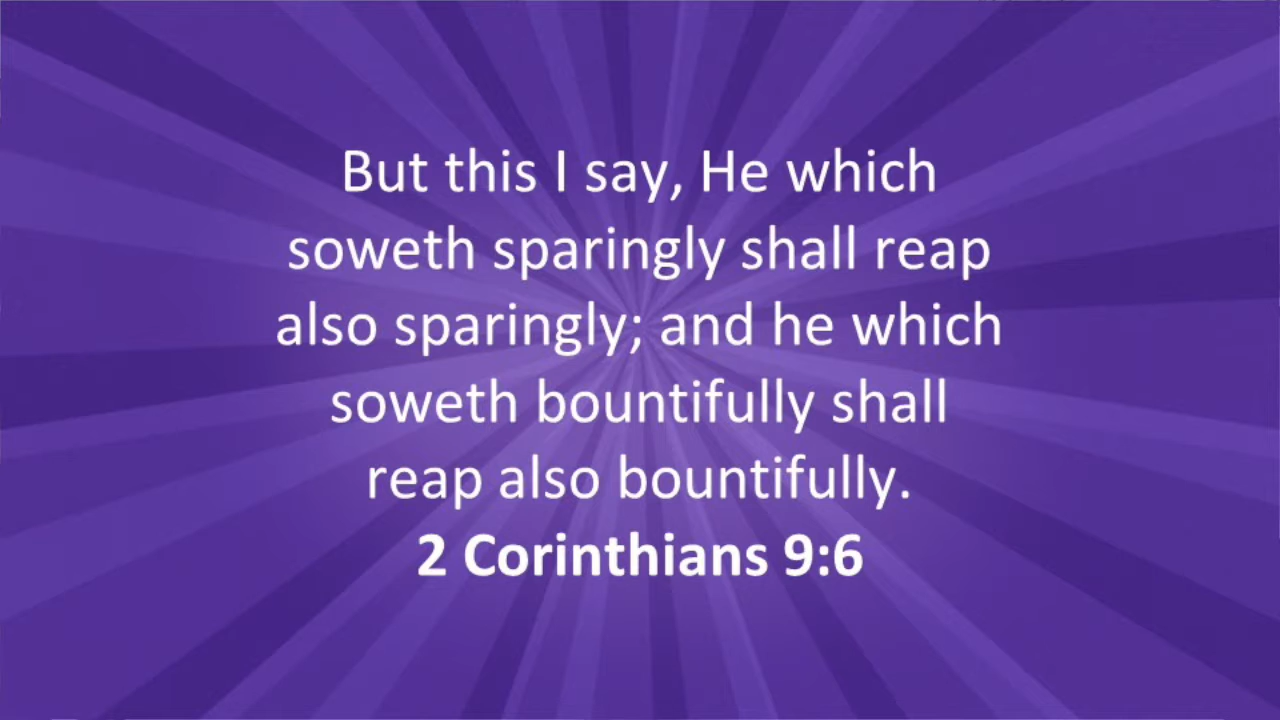 But this I say, He which
soweth sparingly shall reap
also sparingly; and he which
soweth bountifully shall
reap also bountifully.
2 Corinthians 9:6